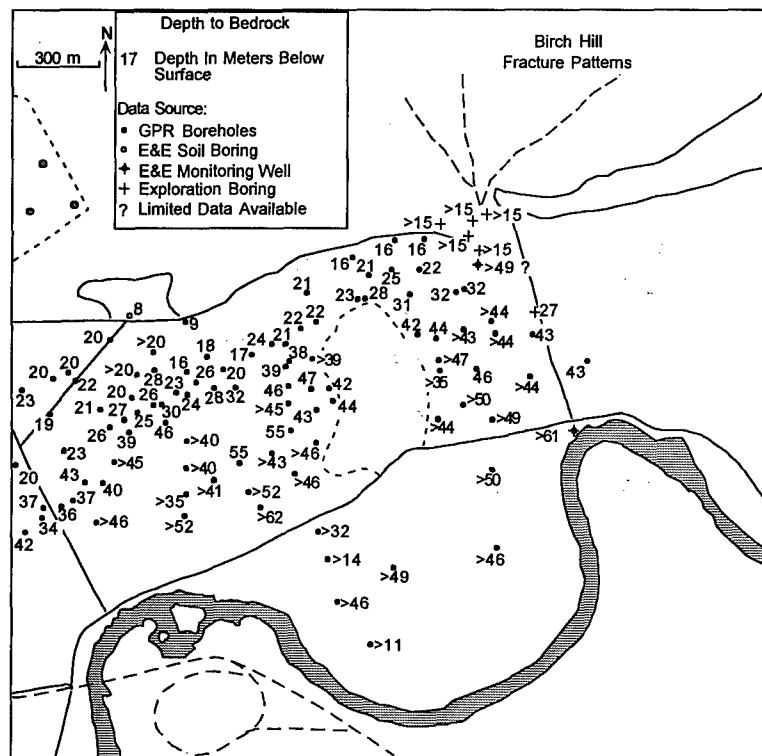 Depth to Bedrock
N
300 m
17 Depth In Meters Below
Surface
Data Source:
GPR Boreholes
E&E Soil Boring
E&E Monitoring Well
Exploration Boring
? Limited Data Available
Birch Hill
Fracture Patterns
>15 >15
>15 >15 >15
16 16
>49 ?
16 21 25 22
21 23 28 31 32 32
8 9
27
22 22 >44
20 42 44 >43 >44 43
>20 18 17 24 21
38 >39 >47 43
20 20 >20 28 16 26 20 39 >35 46 >44
23 22 20 26 23 24 28 32 46 47 42
19 21 27 25 30 >45 43 44 >50
26 39 46 55 >44 >49
23 >40 >46 >61
20 >45 55 >43
43 40 >40 >41 >46 >50
37 36 37 >35 >52
34 >46 >52 >62
42 >32
>14 >46
>49
>46
>11